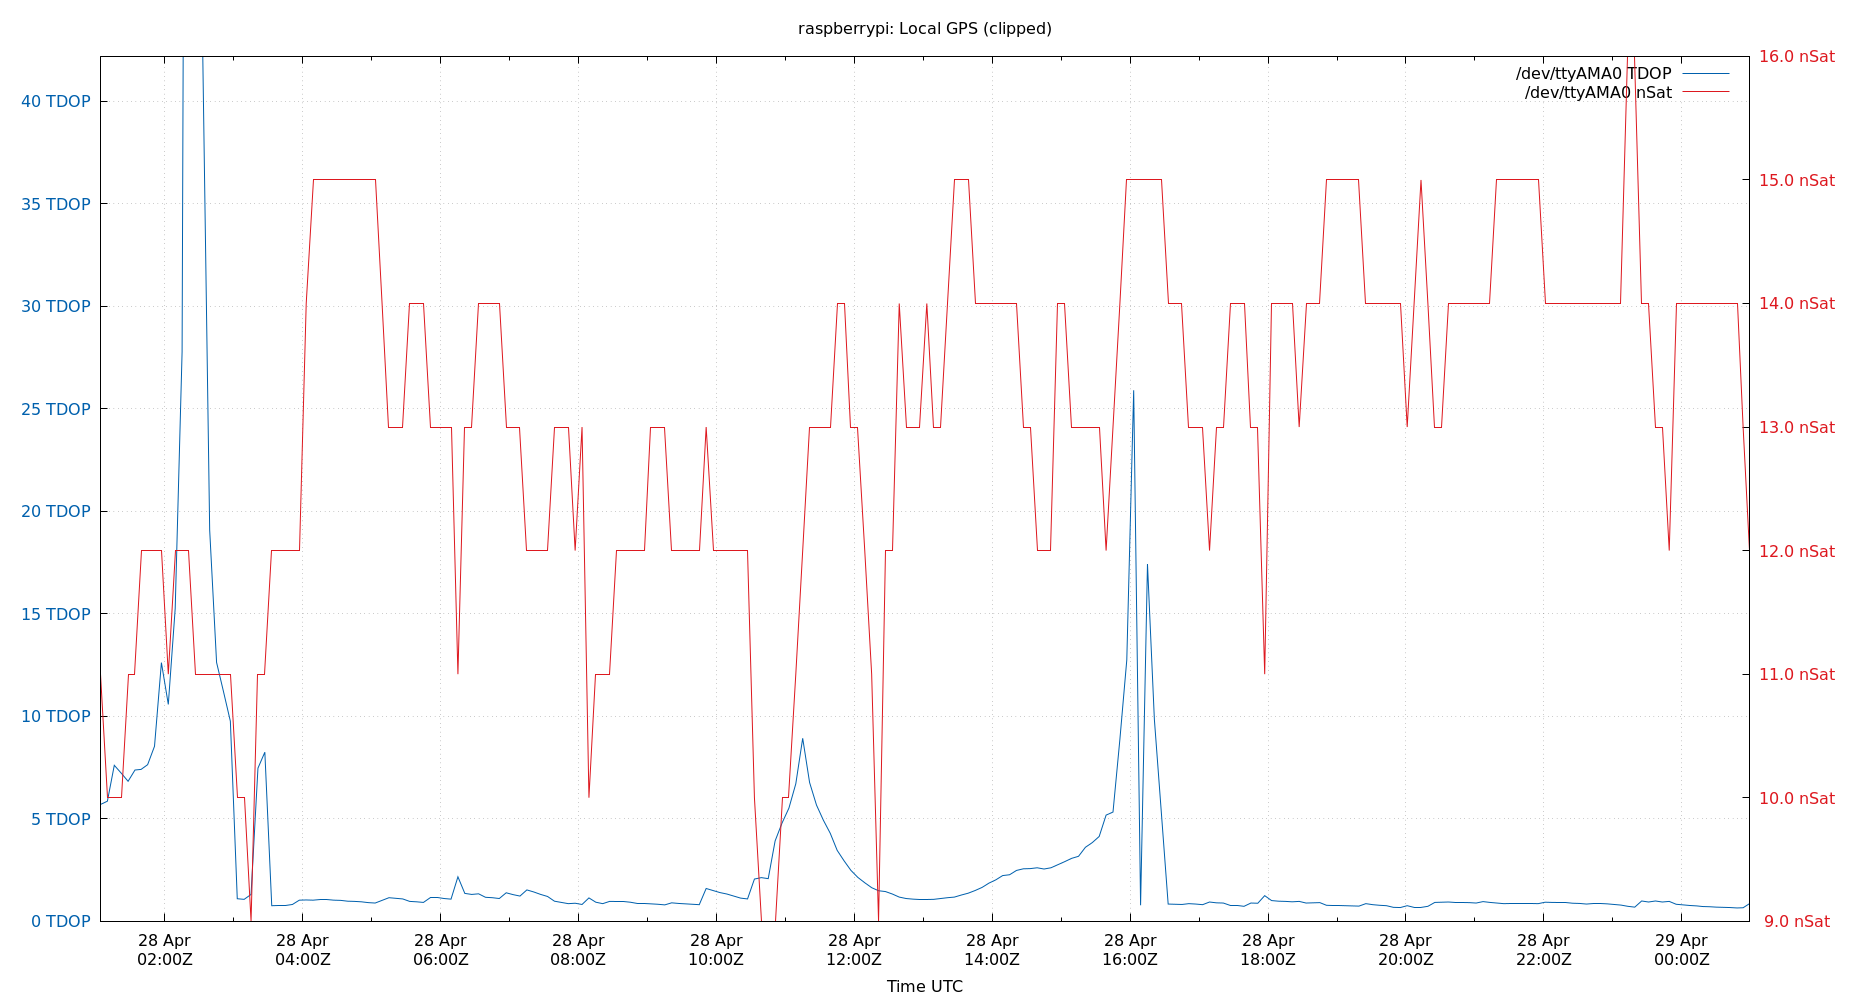 raspberrypi: Local GPS (clipped)
/dev/ttyAMA0 TDOP
/dev/ttyAMA0 nSat
40 TDOP
35 TDOP
30 TDOP
25 TDOP
20 TDOP
15 TDOP
10 TDOP
5 TDOP
0 TDOP
16.0 nSat
15.0 nSat
14.0 nSat
13.0 nSat
12.0 nSat
11.0 nSat
10.0 nSat
9.0 nSat
28 Apr 28 Apr 28 Apr 28 Apr 28 Apr 28 Apr 28 Apr 28 Apr 28 Apr 28 Apr 28 Apr 29 Apr
02:00Z 04:00Z 06:00Z 08:00Z 10:00Z 12:00Z 14:00Z 16:00Z 18:00Z 20:00Z 22:00Z 00:00Z
Time UTC